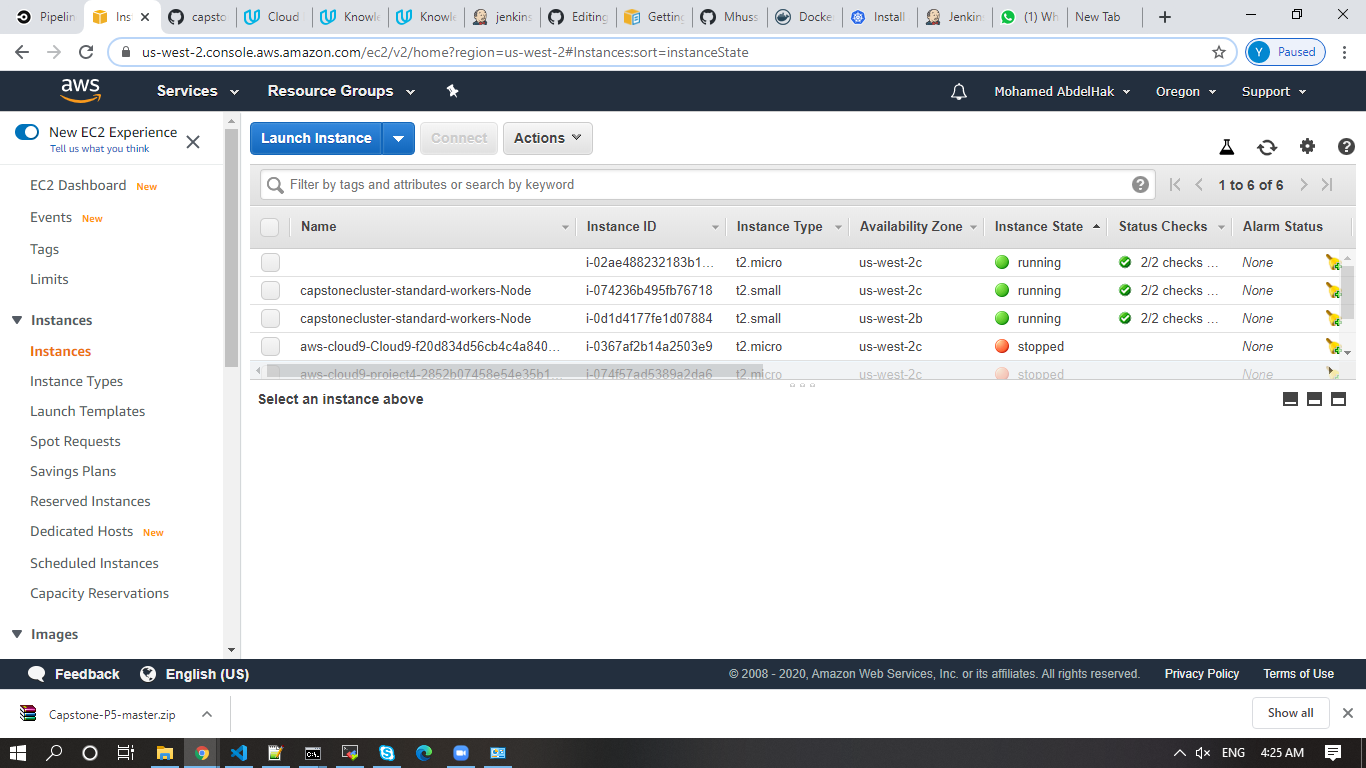 Pipelin
Ins
capsto
Cloud
Knowle
Knowle
jenkins
Editing
Getting
Mhuss
Docke
Install
Jenkin
(1) Wh
New Tab
us-west-2.console.aws.amazon.com/ec2/v2/home?region=us-west-2#Instances:sort=instanceState
Y Paused
aws Services Resource Groups Mohamed AbdelHak Oregon Support
New EC2 Experience
Tell us what you think
EC2 Dashboard New
Events New
Tags
Limits
Instances
Instances
Instance Types
Launch Templates
Spot Requests
Savings Plans
Reserved Instances
Dedicated Hosts New
Scheduled Instances
Capacity Reservations
Images
Launch Instance Connect Actions
Filter by tags and attributes or search by keyword
1 to 6 of 6
Name Instance ID Instance Type Availability Zone Instance State Status Checks Alarm Status
i-02ae488232183b1... t2.micro us-west-2c running 2/2 checks ... None
capstonecluster-standard-workers-Node i-074236b495fb76718 t2.small us-west-2c running 2/2 checks ... None
capstonecluster-standard-workers-Node i-0d1d4177fe1d07884 t2.small us-west-2b running 2/2 checks ... None
aws-cloud9-Cloud9-f20d834d56cb4c4a840... i-0367af2b14a2503e9 t2.micro us-west-2c stopped None
aws-cloud9-project4-2852b07458e54e35b1... i-074f57ad5389a2da6 t2.micro us-west-2c stopped None
Select an instance above
Feedback English (US) © 2008 - 2020, Amazon Web Services, Inc. or its affiliates. All rights reserved. Privacy Policy Terms of Use
Capstone-P5-master.zip Show all
ENG 4:25 AM